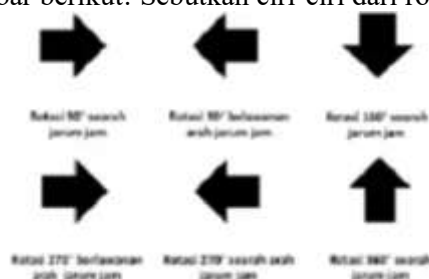 berikut! Sebutkan ciri-ciri dari
Rotasi 90° searah
jarum jam
Rotasi 90° berlawanan
arah jarum jam
Rotasi 180° searah
jarum jam
Rotasi 270° berlawanan
arah jarum jam
Rotasi 270° searah arah
jarum jam
Rotasi 360° searah
jarum jam